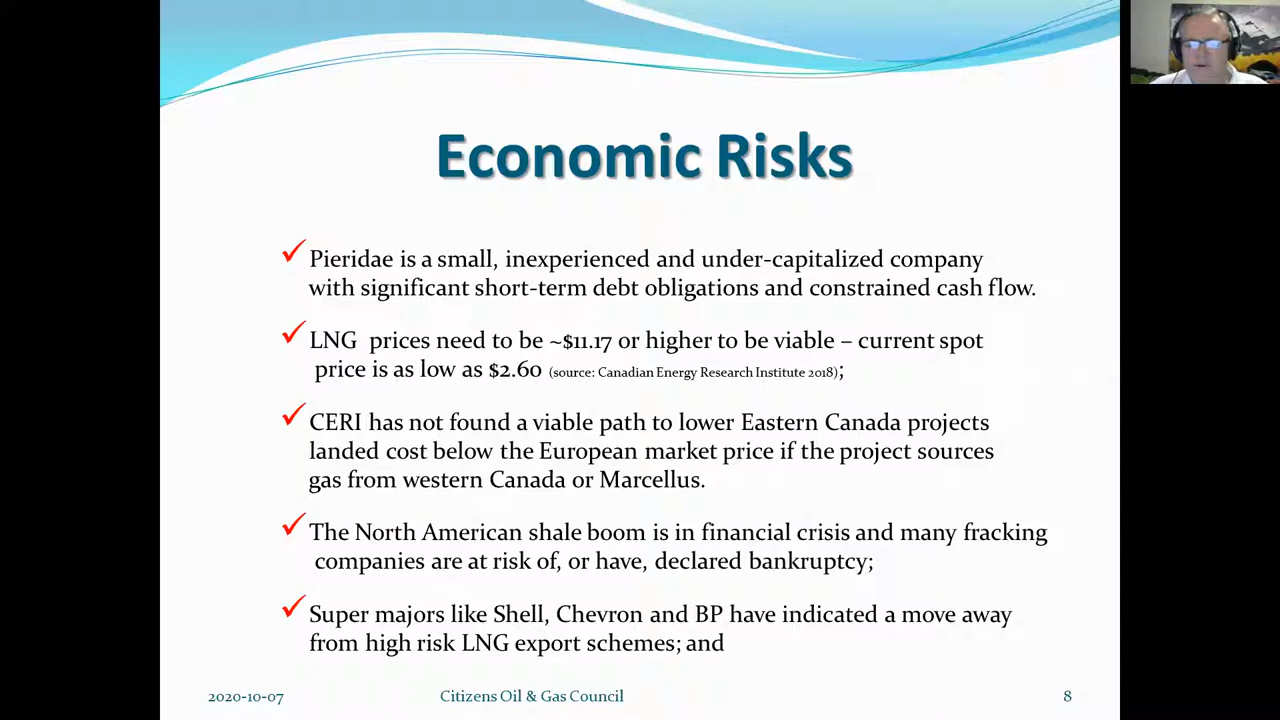 Economic Risks
✓ Pieridae is a small, inexperienced and under-capitalized company
with significant short-term debt obligations and constrained cash flow.
✓ LNG prices need to be ~$11.17 or higher to be viable – current spot
price is as low as $2.60 (source: Canadian Energy Research Institute 2018);
✓ CERI has not found a viable path to lower Eastern Canada projects
landed cost below the European market price if the project sources
gas from western Canada or Marcellus.
✓ The North American shale boom is in financial crisis and many fracking
companies are at risk of, or have, declared bankruptcy;
✓ Super majors like Shell, Chevron and BP have indicated a move away
from high risk LNG export schemes; and
2020-10-07 Citizens Oil & Gas Council 8